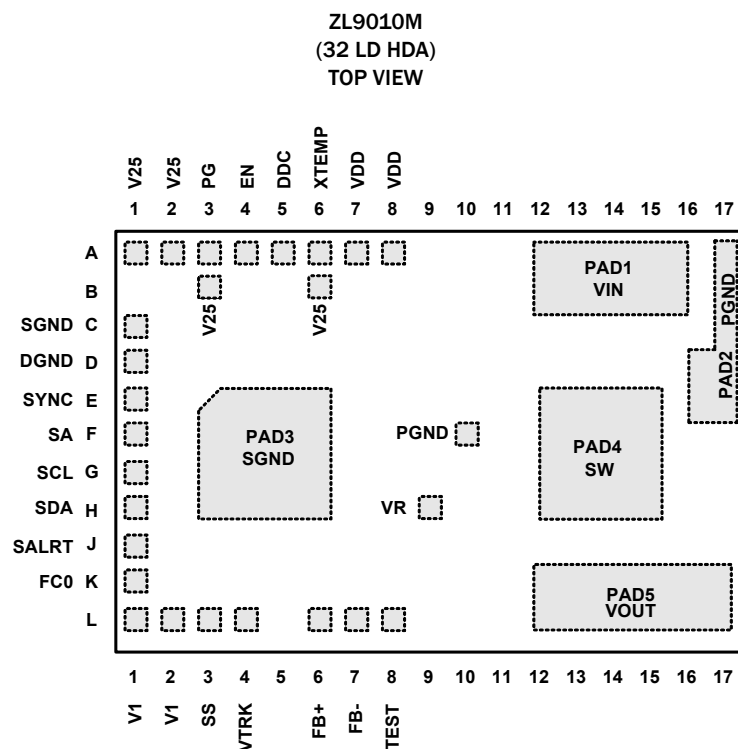 ZL9010M
(32 LD HDA)
TOP VIEW
V25 V25 PG EN DDC XTEMP VDD VDD
1 2 3 4 5 6 7 8 9 10 11 12 13 14 15 16 17
A
PAD1
VIN
PGND
B
V25 V25
SGND C
DGND D
PAD2
SYNC E
SA F
PAD3
SGND
PGND
PAD4
SW
SCL G
SDA H
VR
SALRT J
FC0 K
PAD5
VOUT
L
1 2 3 4 5 6 7 8 9 10 11 12 13 14 15 16 17
V1 V1 SS VTRK FB+ FB- TEST